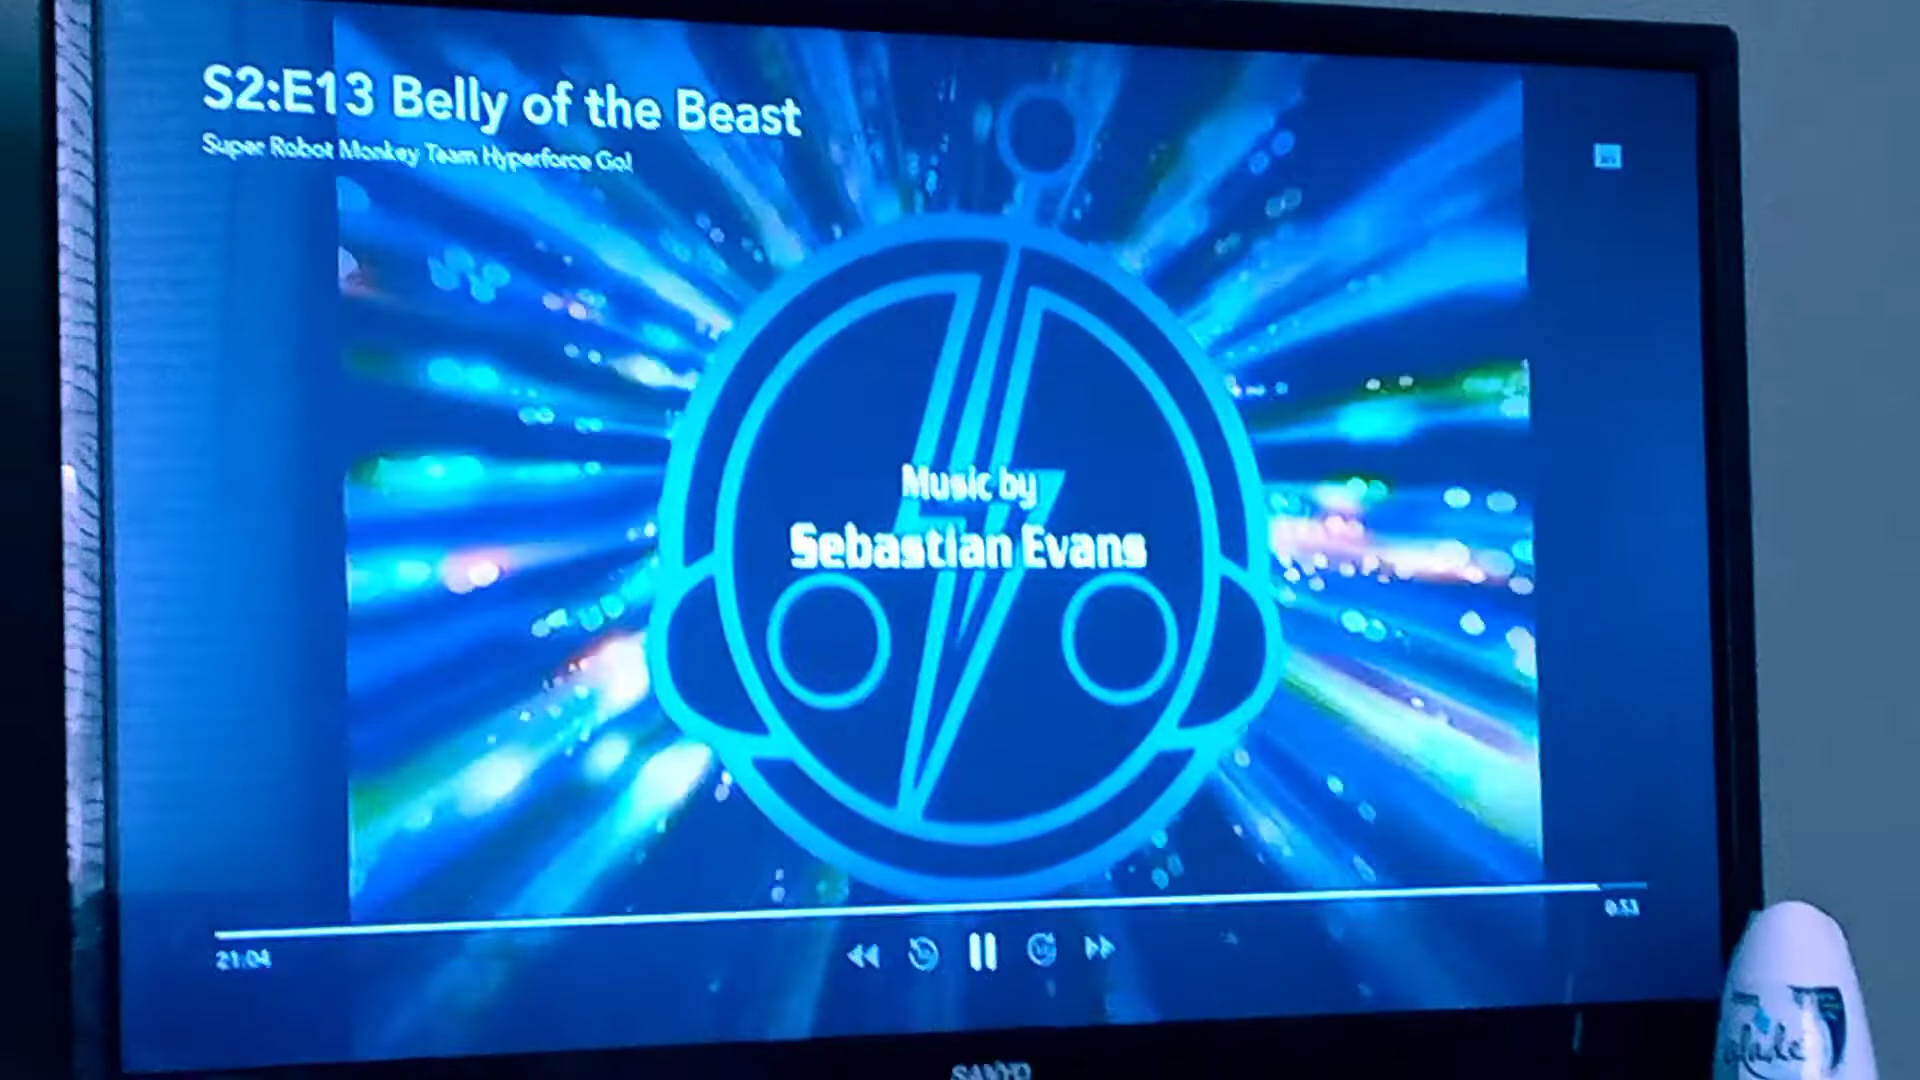 S2:E13 Belly of the Beast
Super Robot Monkey Team Hyperforce Go!
Music by
Sebastian Evans
21:04
0:53
SANYO
glade